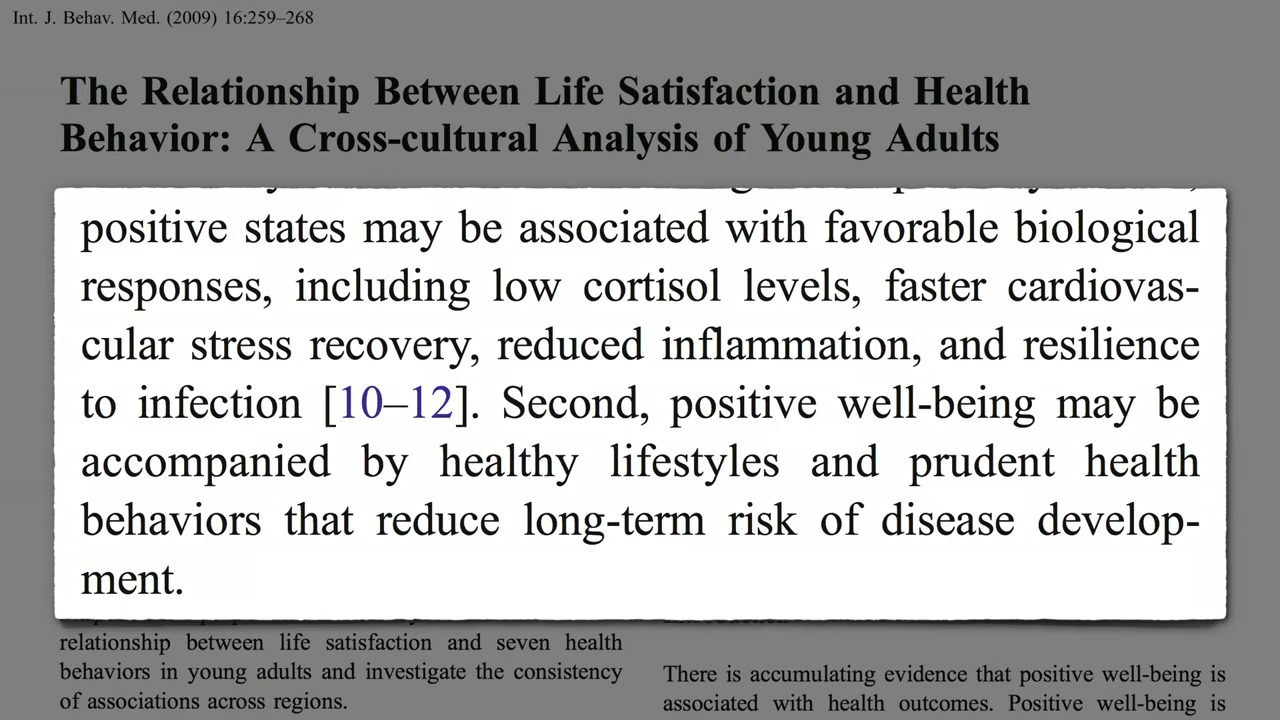 Int. J. Behav. Med. (2009) 16:259–268
The Relationship Between Life Satisfaction and Health
Behavior: A Cross-cultural Analysis of Young Adults
positive states may be associated with favorable biological
responses, including low cortisol levels, faster cardiovas-
cular stress recovery, reduced inflammation, and resilience
to infection [10–12]. Second, positive well-being may be
accompanied by healthy lifestyles and prudent health
behaviors that reduce long-term risk of disease develop-
ment.
relationship between life satisfaction and seven health
behaviors in young adults and investigate the consistency
of associations across regions.
There is accumulating evidence that positive well-being is
associated with health outcomes. Positive well-being is